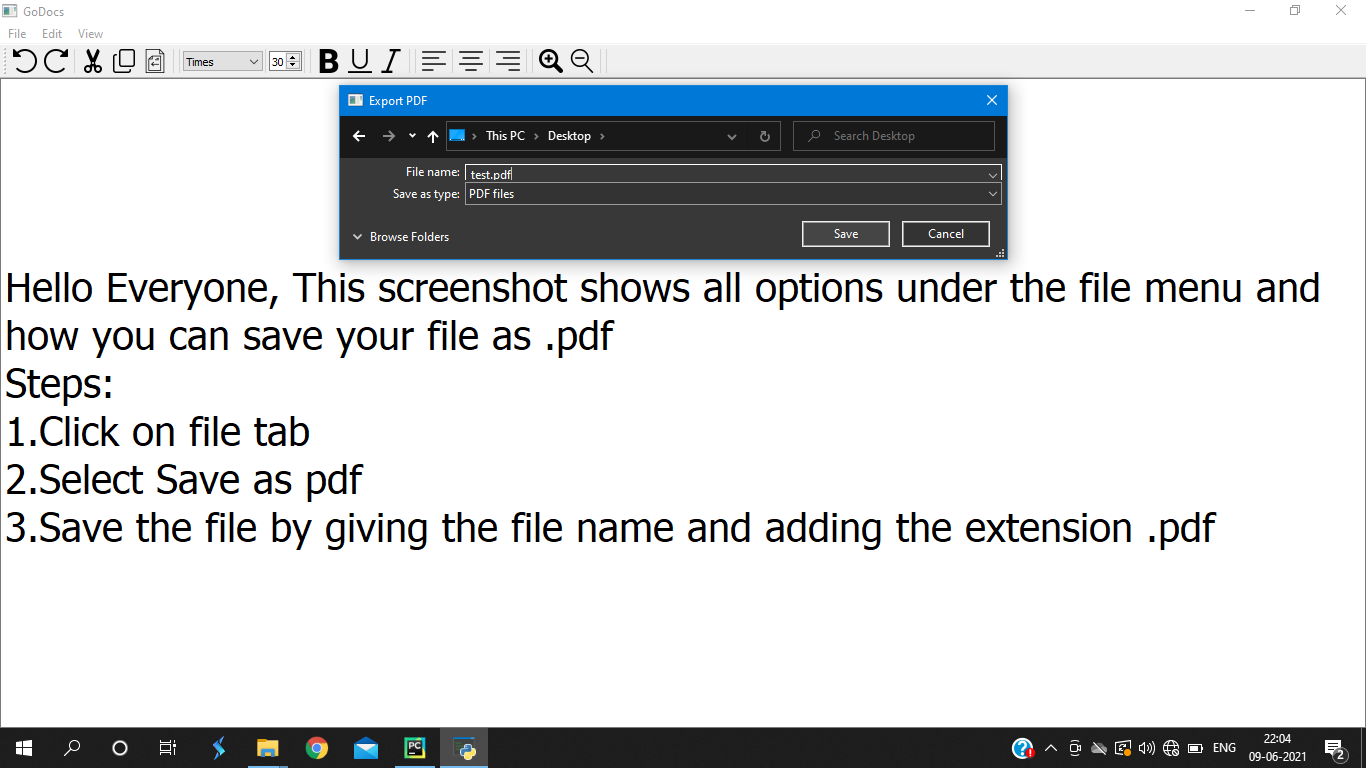 GoDocs
File Edit View
Times 30 B U I
Export PDF
This PC Desktop Search Desktop
File name: test.pdf
Save as type: PDF files
Browse Folders Save Cancel
Hello Everyone, This screenshot shows all options under the file menu and
how you can save your file as .pdf
Steps:
1.Click on file tab
2.Select Save as pdf
3.Save the file by giving the file name and adding the extension .pdf
PC ENG 22:04
09-06-2021 2